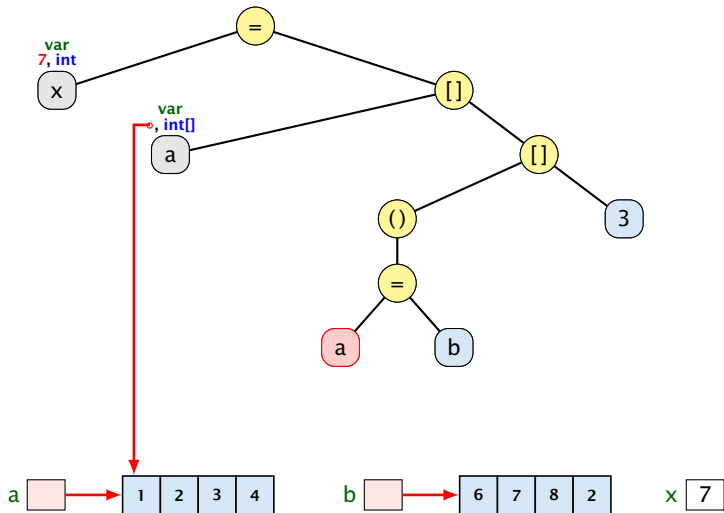 =
var
7, int
x
[]
var
, int[]
a
[]
()
3
=
a
b
a
1 2 3 4
b
6 7 8 2
x 7